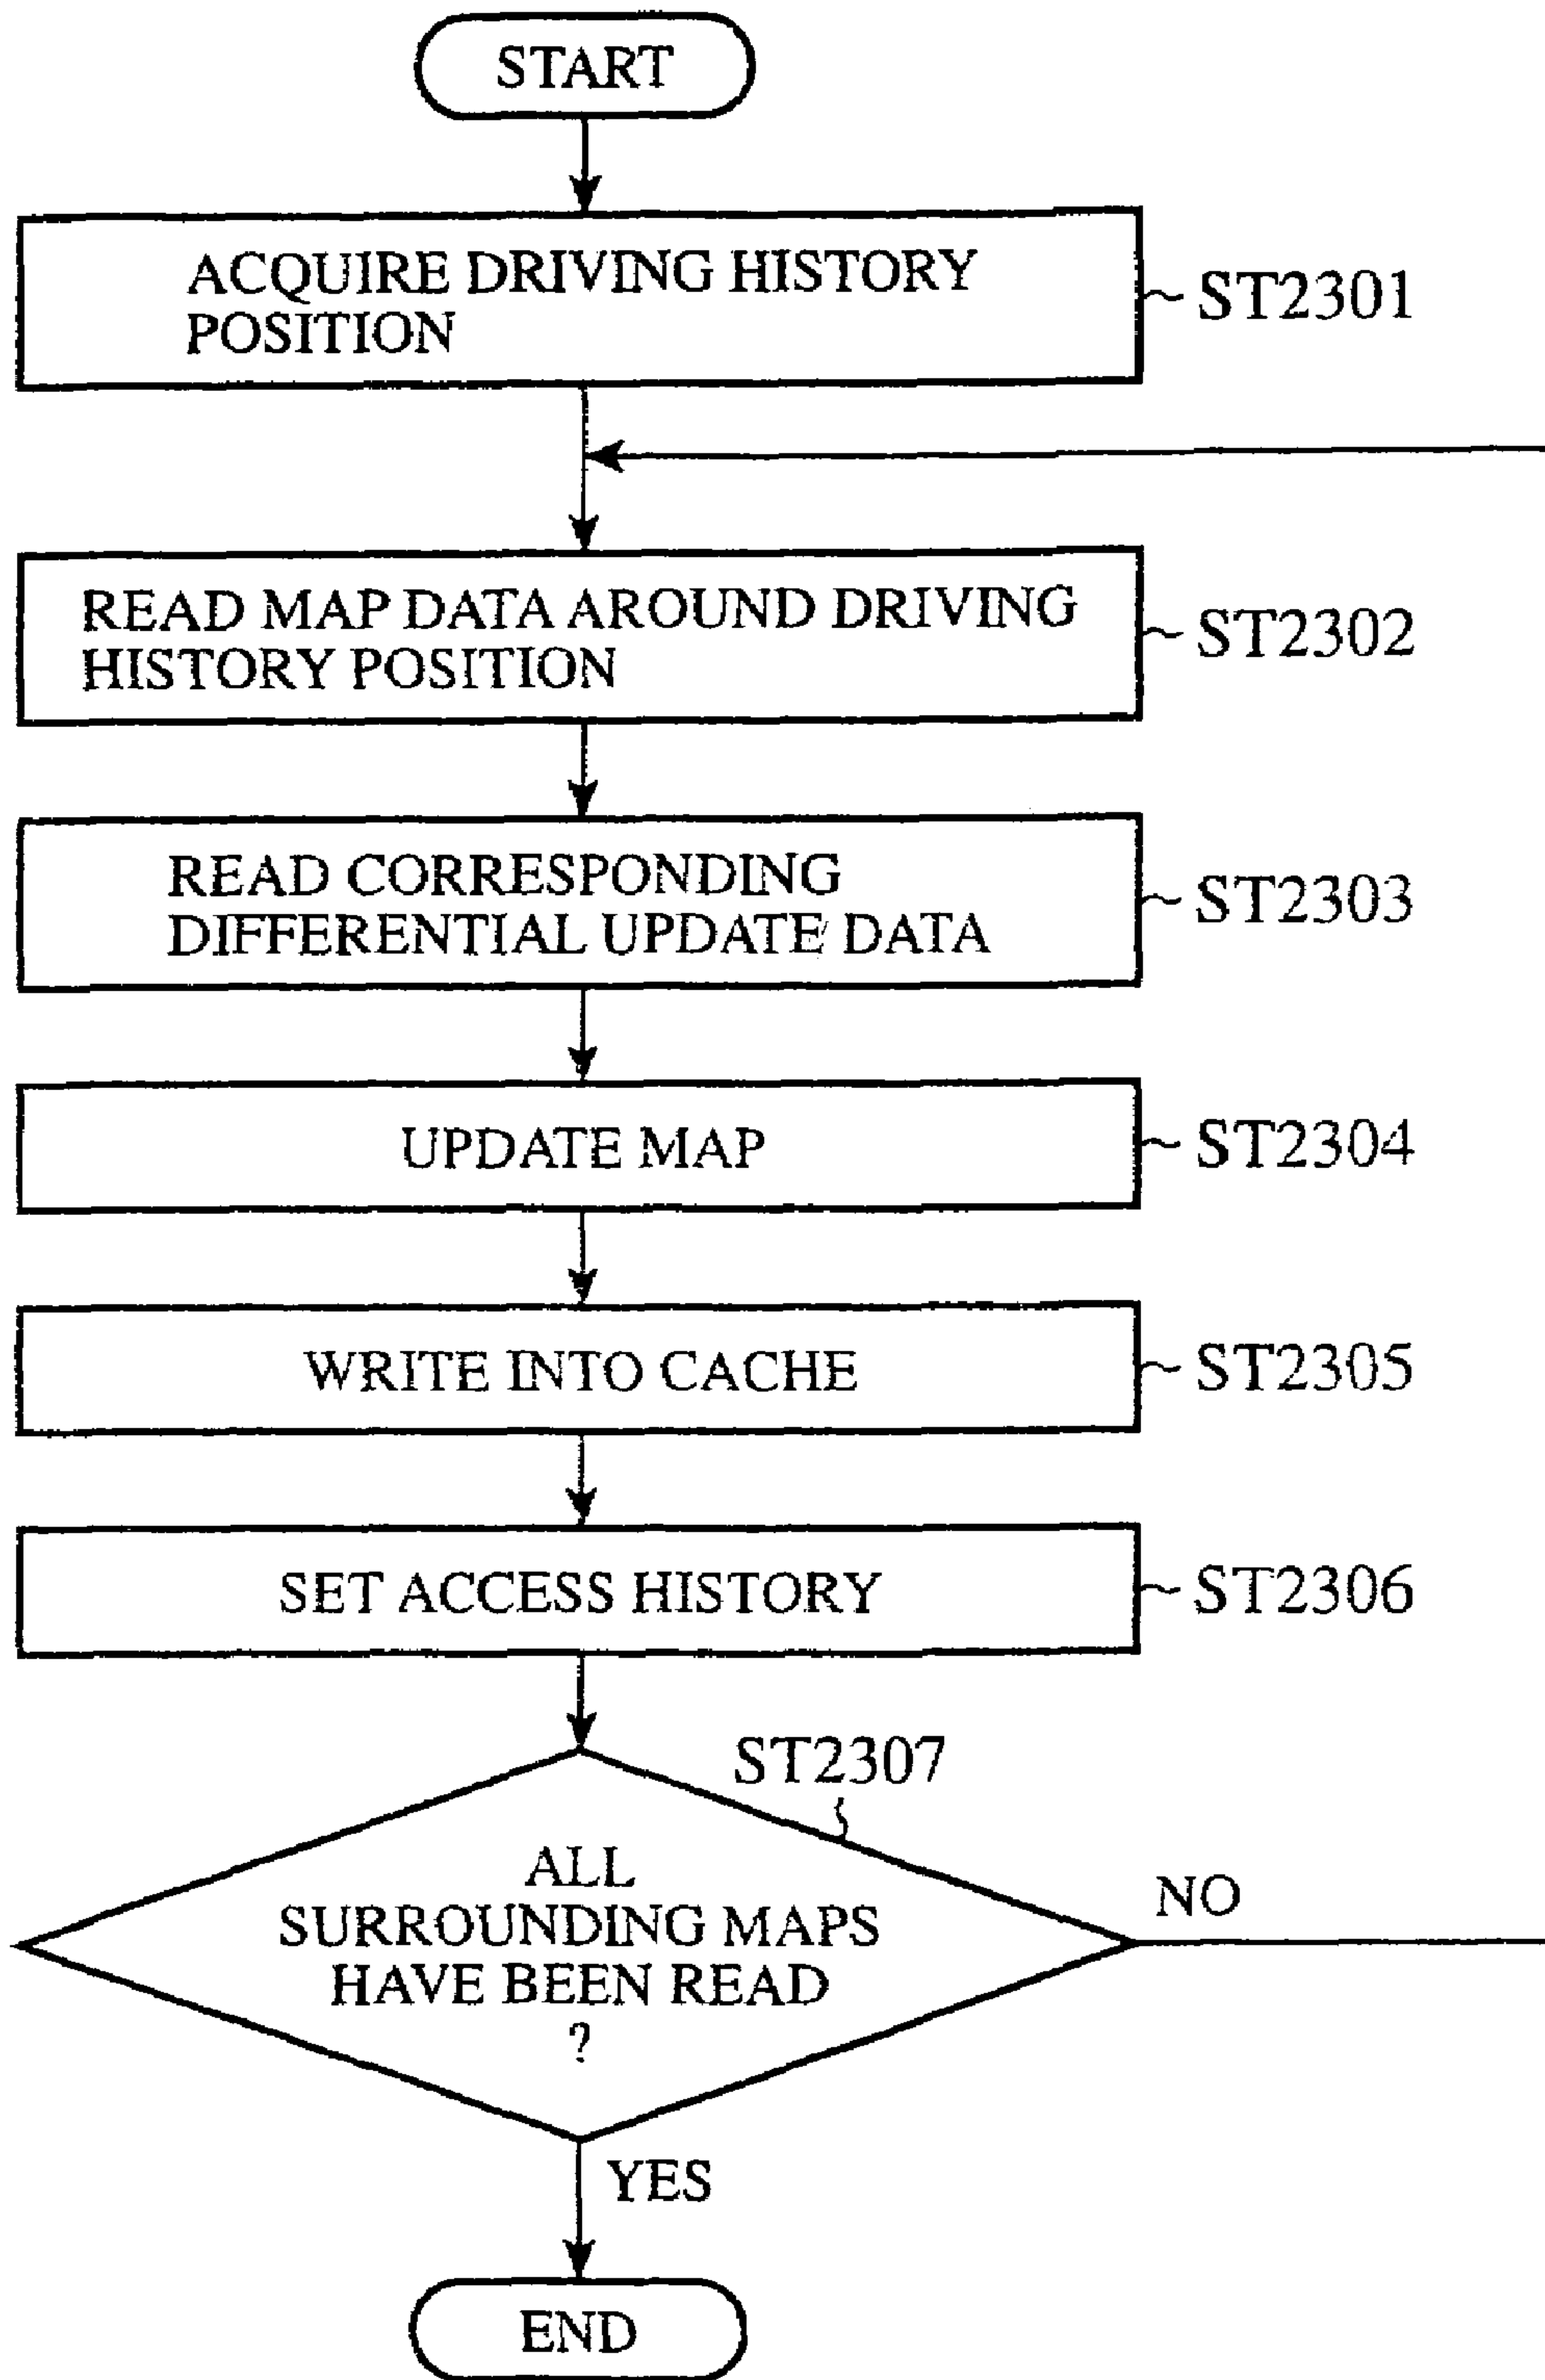 START
ACQUIRE DRIVING HISTORY
POSITION
ST2301
READ MAP DATA AROUND DRIVING
HISTORY POSITION
ST2302
READ CORRESPONDING
DIFFERENTIAL UPDATE DATA
ST2303
UPDATE MAP
ST2304
WRITE INTO CACHE
ST2305
SET ACCESS HISTORY
ST2306
ST2307
ALL
SURROUNDING MAPS
HAVE BEEN READ
?
NO
YES
END